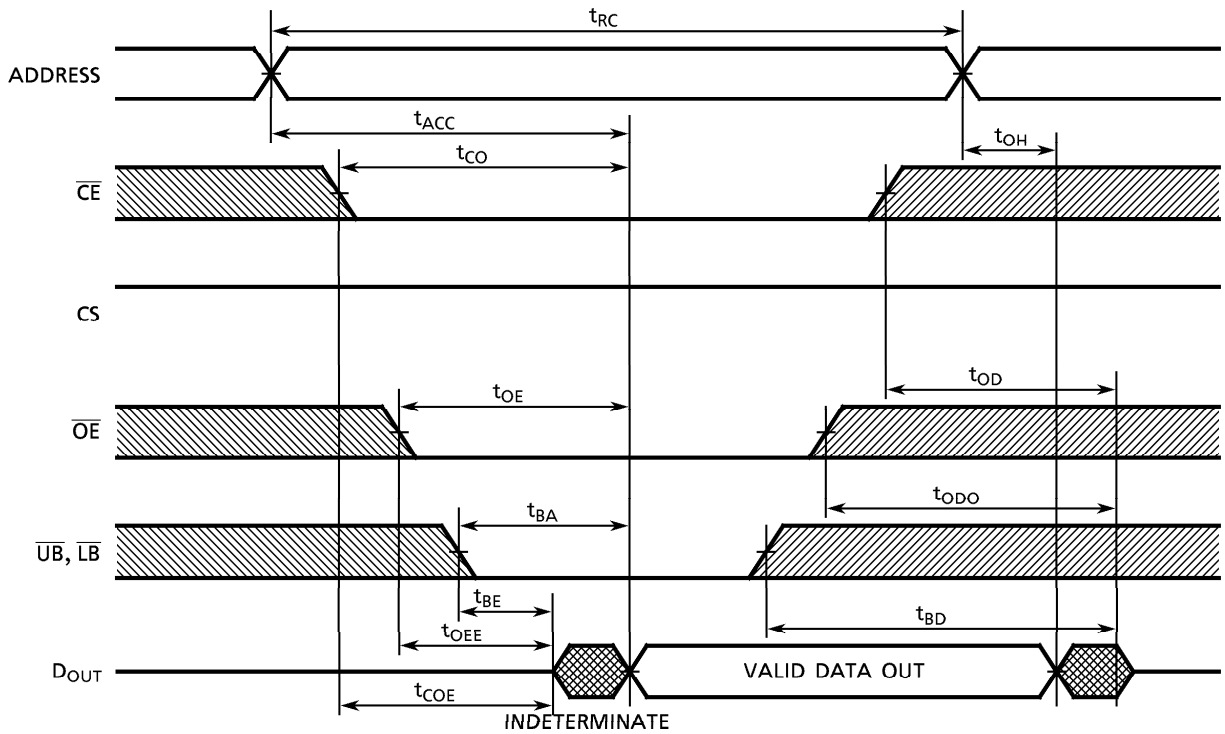 tRC
ADDRESS
tACC
tOH
tCO
CE
CS
tOD
tOE
OE
tODO
tBA
UB, LB
tBE
tBD
tOEE
DOUT
VALID DATA OUT
tCOE
INDETERMINATE